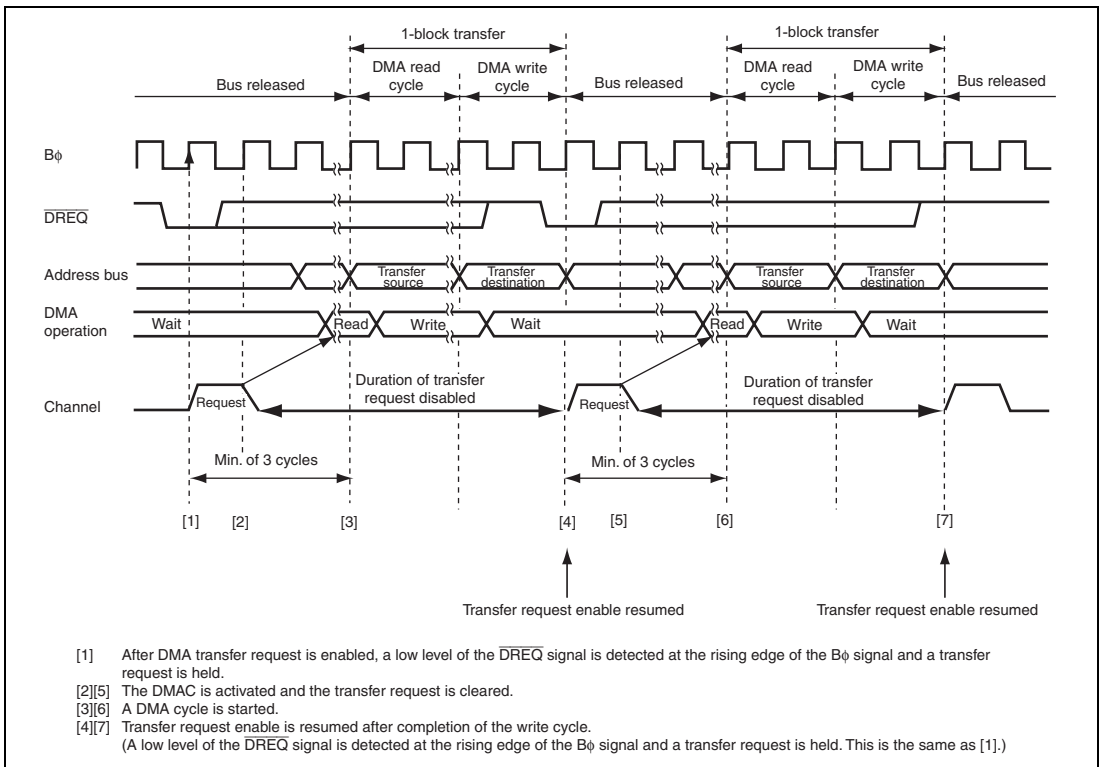 1-block transfer 1-block transfer
Bus released DMA read cycle DMA write cycle Bus released DMA read cycle DMA write cycle Bus released
Bφ
DREQ
Address bus Transfer source Transfer destination Transfer source Transfer destination
DMA operation Wait Read Write Wait Read Write Wait
Channel Request Duration of transfer request disabled Request Duration of transfer request disabled
Min. of 3 cycles Min. of 3 cycles
[1] [2] [3] [4] [5] [6] [7]
Transfer request enable resumed Transfer request enable resumed
[1] After DMA transfer request is enabled, a low level of the DREQ signal is detected at the rising edge of the Bφ signal and a transfer
request is held.
[2][5] The DMAC is activated and the transfer request is cleared.
[3][6] A DMA cycle is started.
[4][7] Transfer request enable is resumed after completion of the write cycle.
(A low level of the DREQ signal is detected at the rising edge of the Bφ signal and a transfer request is held. This is the same as [1].)